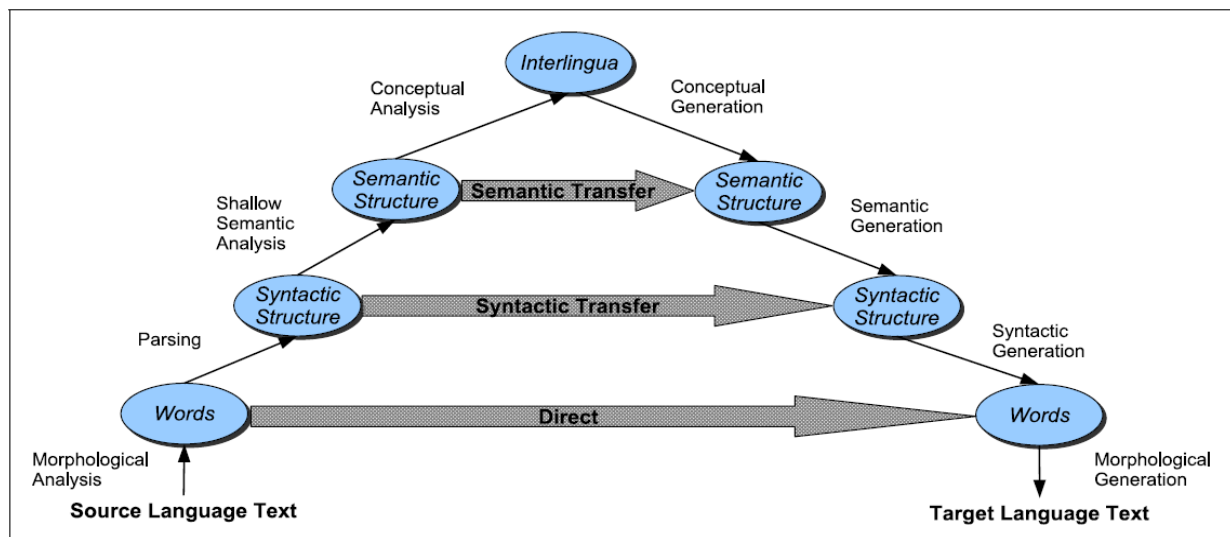 Interlingua
Conceptual
Analysis
Conceptual
Generation
Semantic
Structure
Semantic Transfer
Semantic
Structure
Shallow
Semantic
Analysis
Semantic
Generation
Syntactic
Structure
Syntactic Transfer
Syntactic
Structure
Parsing
Syntactic
Generation
Words
Direct
Words
Morphological
Analysis
Morphological
Generation
Source Language Text
Target Language Text